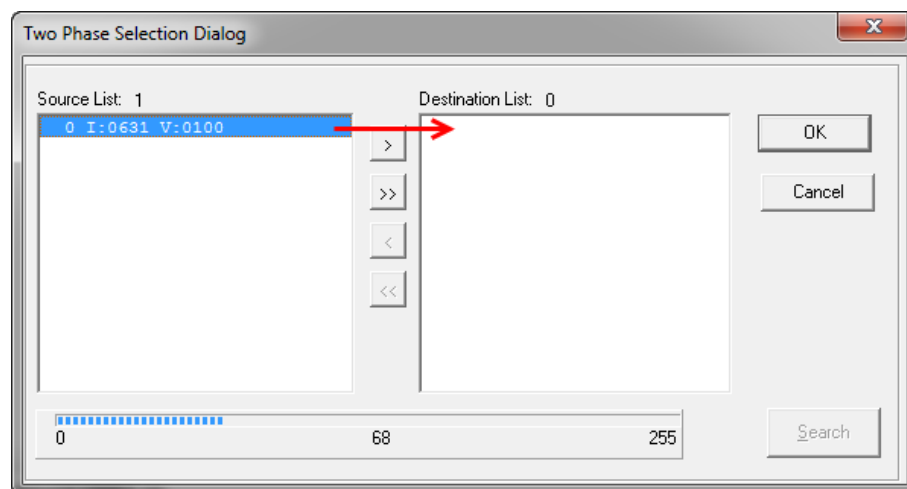 Two Phase Selection Dialog
X
Source List: 1
Destination List: 0
0 I:0631 V:0100
>
>>
<
<<
OK
Cancel
0 68 255
Search